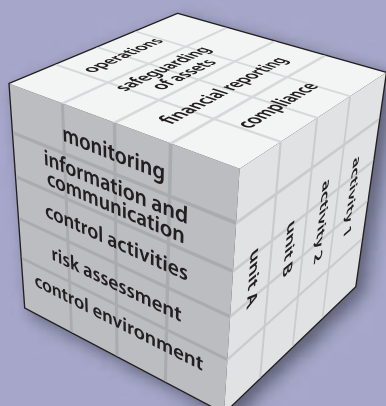 operations
safeguarding
of assets
financial reporting
compliance
monitoring
information and
communication
control activities
risk assessment
control environment
unit A
unit B
activity 2
activity 1